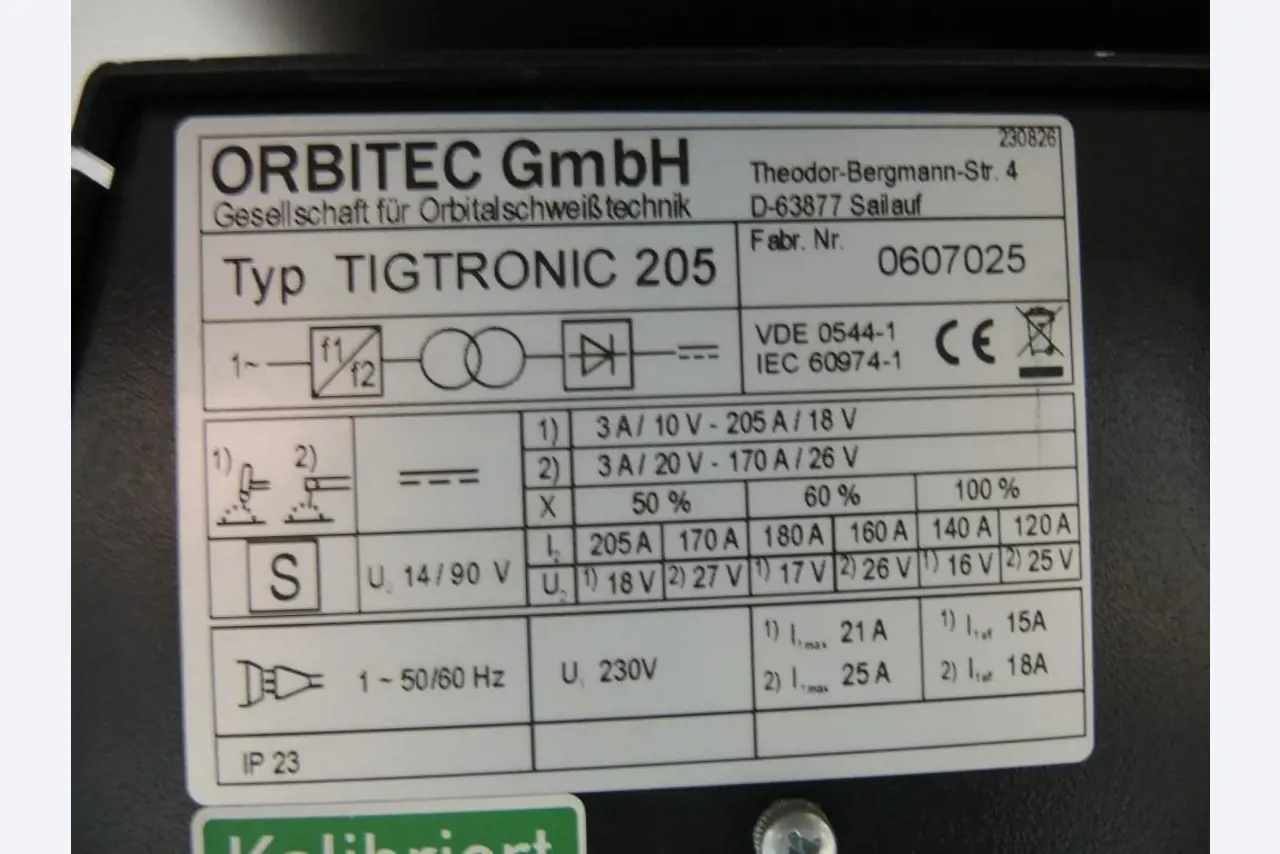 230826
ORBITEC GmbH
Gesellschaft für Orbitalschweißtechnik
Theodor-Bergmann-Str. 4
D-63877 Sailauf
Typ TIGTRONIC 205
Fabr. Nr. 0607025
1~ f1 f2
VDE 0544-1
IEC 60974-1
CE
1) 2)
1) 3 A / 10 V - 205 A / 18 V
2) 3 A / 20 V - 170 A / 26 V
X 50 % 60 % 100 %
I₂ 205 A 170 A 180 A 160 A 140 A 120 A
S U₀ 14 / 90 V
U₂ 1) 18 V 2) 27 V 1) 17 V 2) 26 V 1) 16 V 2) 25 V
1 ~ 50/60 Hz
U₁ 230V
1) I₁max 21 A
2) I₁max 25 A
1) I₁ef 15A
2) I₁ef 18A
IP 23
Kalibriert